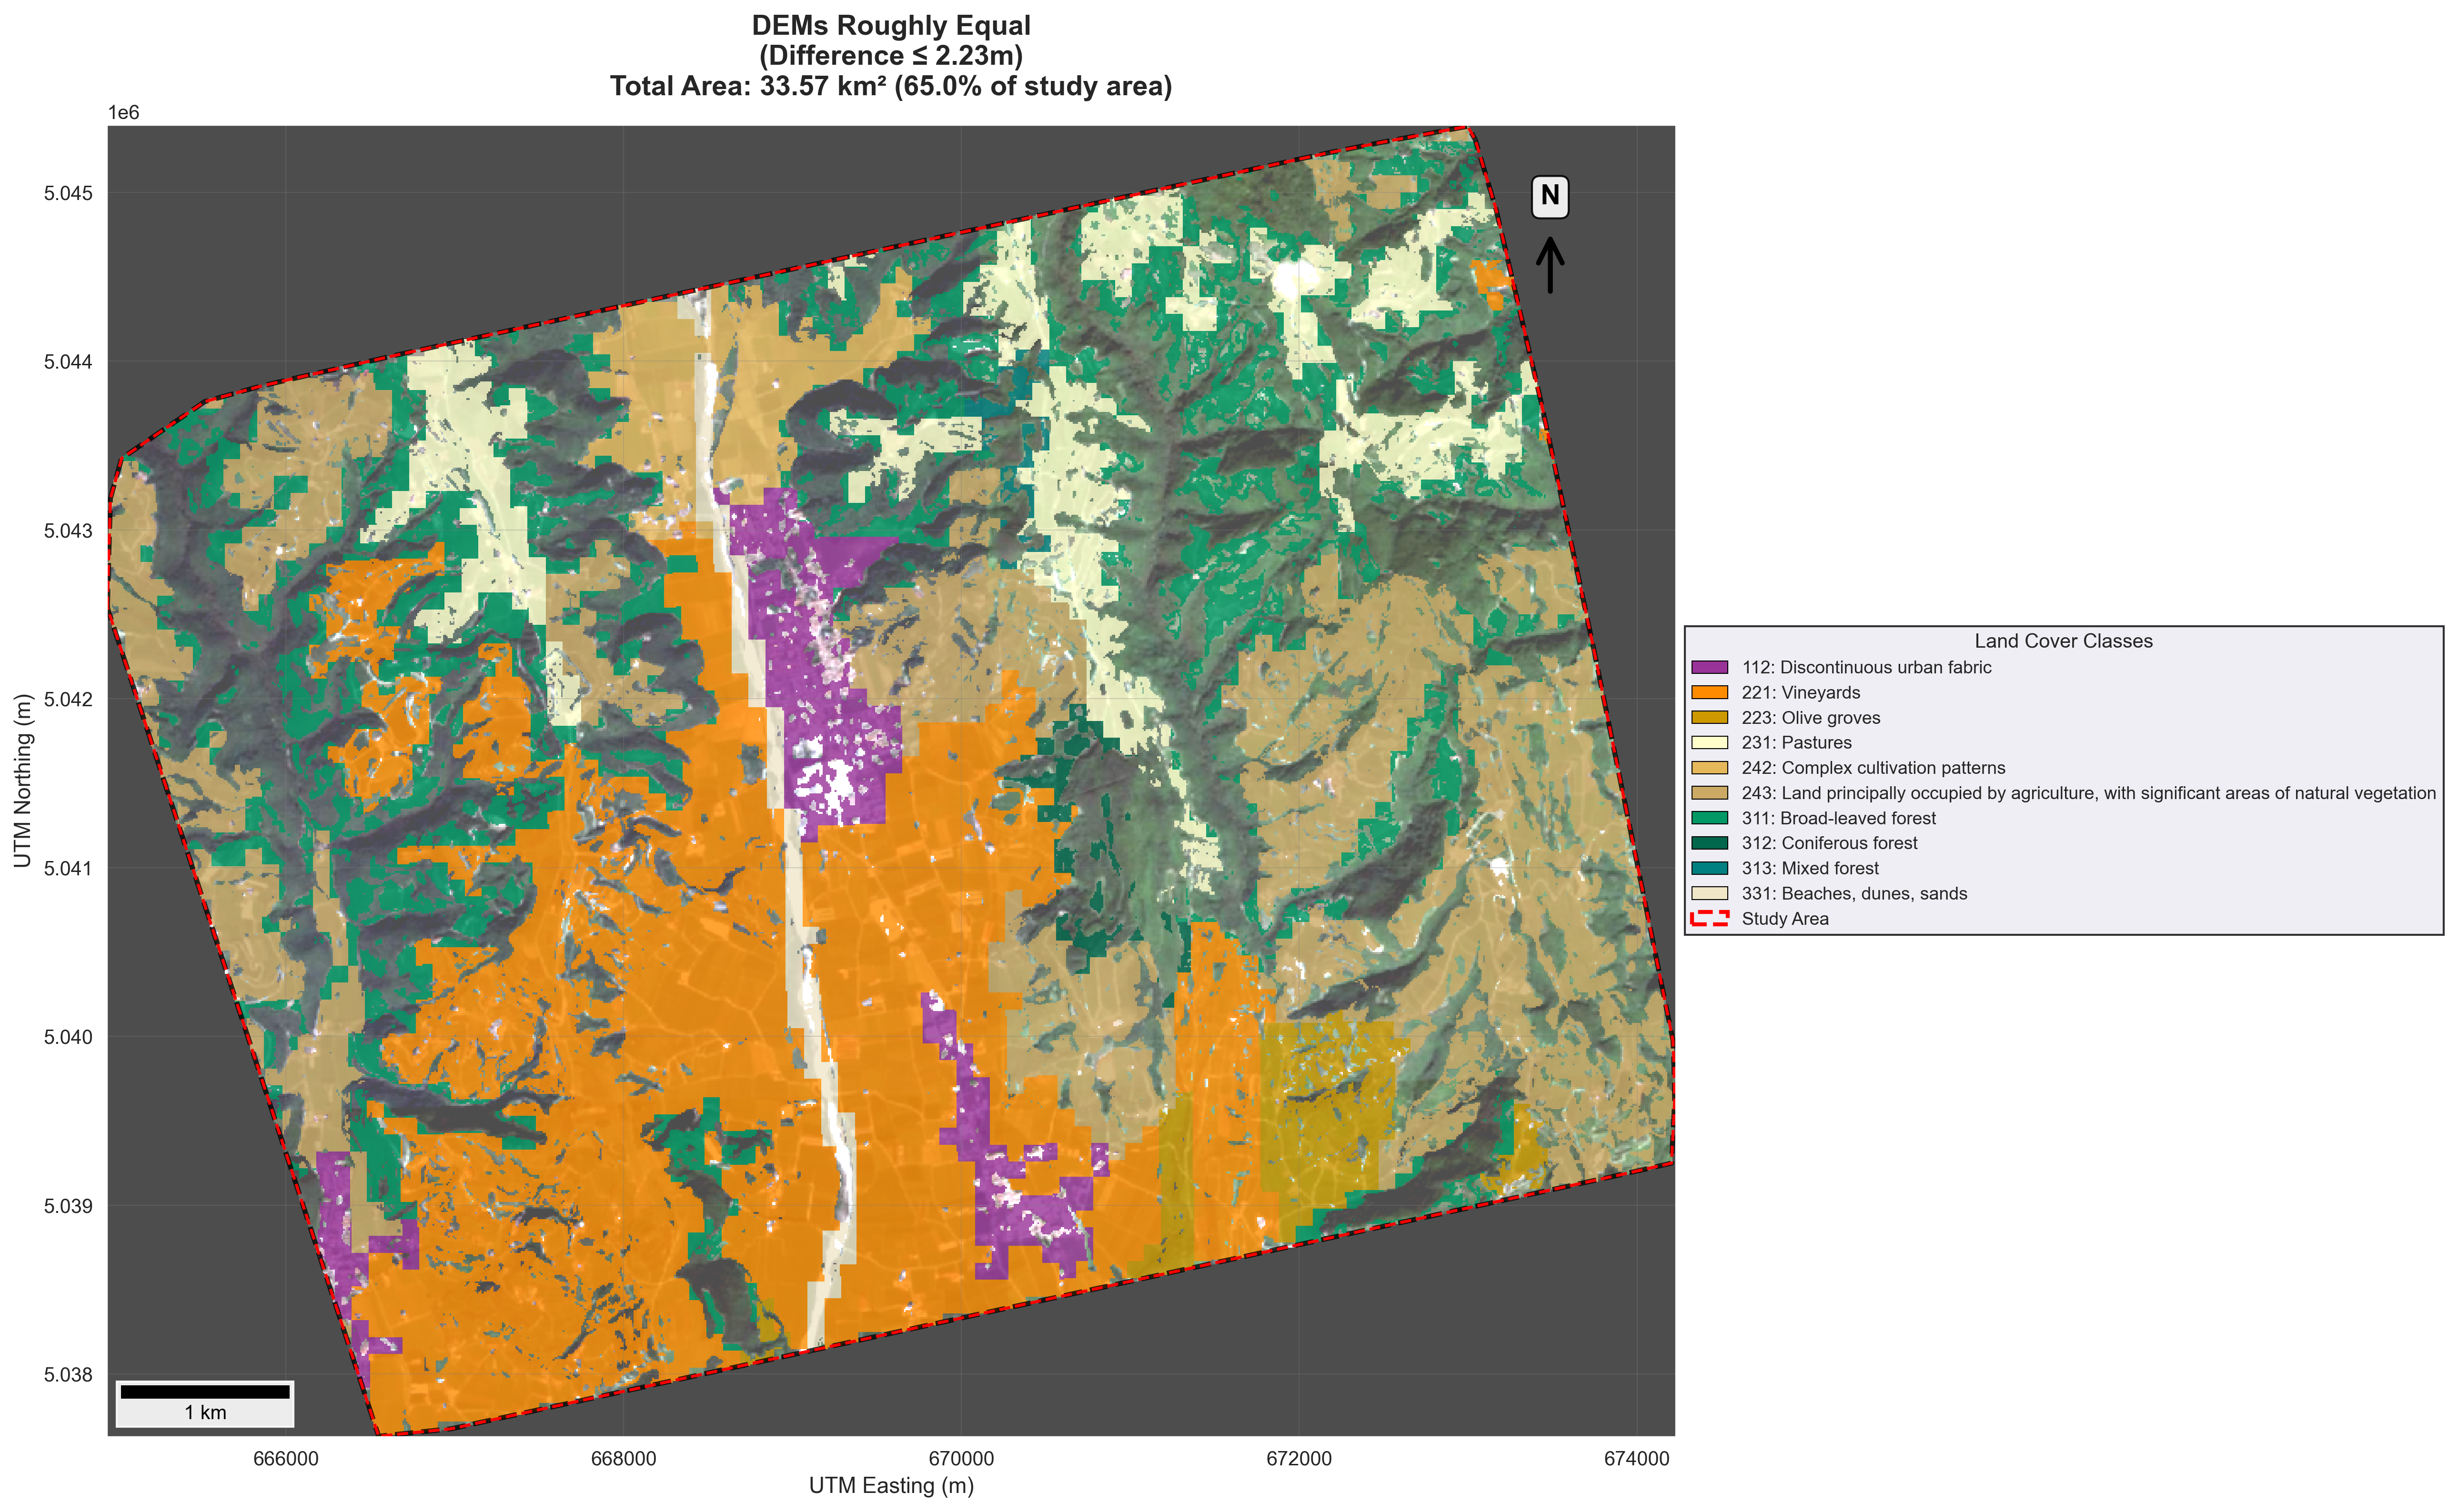 DEMs Roughly Equal
(Difference ≤ 2.23m)
Total Area: 33.57 km² (65.0% of study area)
1e6
N
5.045
5.044
5.043
5.042
5.041
5.040
5.039
5.038
UTM Northing (m)
1 km
666000
668000
670000
672000
674000
UTM Easting (m)
Land Cover Classes
112: Discontinuous urban fabric
221: Vineyards
223: Olive groves
231: Pastures
242: Complex cultivation patterns
243: Land principally occupied by agriculture, with significant areas of natural vegetation
311: Broad-leaved forest
312: Coniferous forest
313: Mixed forest
331: Beaches, dunes, sands
Study Area